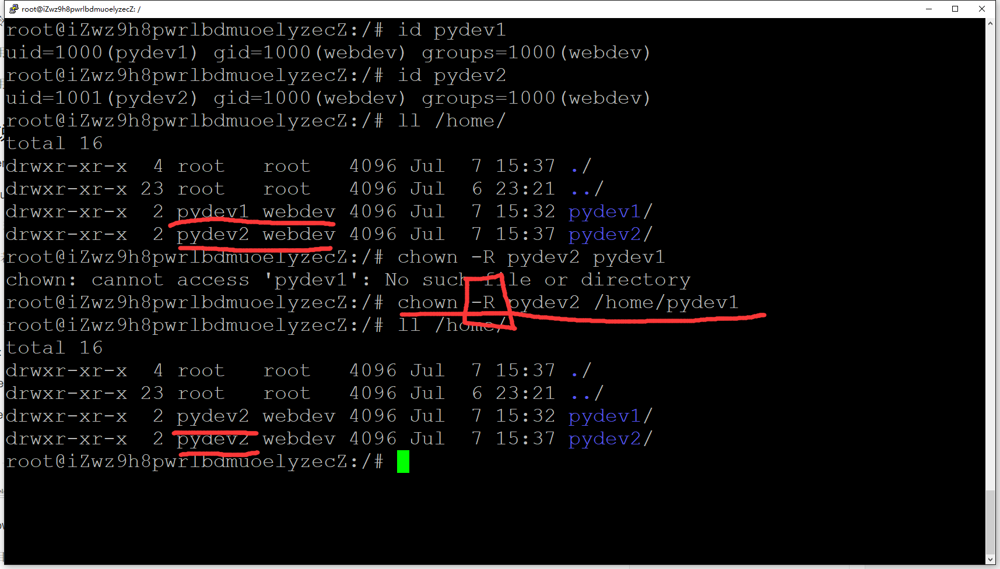 root@iZwz9h8pwrlbdmuoelyzecZ: /
root@iZwz9h8pwrlbdmuoelyzecZ:/# id pydev1
uid=1000(pydev1) gid=1000(webdev) groups=1000(webdev)
root@iZwz9h8pwrlbdmuoelyzecZ:/# id pydev2
uid=1001(pydev2) gid=1000(webdev) groups=1000(webdev)
root@iZwz9h8pwrlbdmuoelyzecZ:/# ll /home/
total 16
drwxr-xr-x  4 root   root   4096 Jul  7 15:37 ./
drwxr-xr-x 23 root   root   4096 Jul  6 23:21 ../
drwxr-xr-x  2 pydev1 webdev 4096 Jul  7 15:32 pydev1/
drwxr-xr-x  2 pydev2 webdev 4096 Jul  7 15:37 pydev2/
root@iZwz9h8pwrlbdmuoelyzecZ:/# chown -R pydev2 pydev1
chown: cannot access 'pydev1': No such file or directory
root@iZwz9h8pwrlbdmuoelyzecZ:/# chown -R pydev2 /home/pydev1
root@iZwz9h8pwrlbdmuoelyzecZ:/# ll /home/
total 16
drwxr-xr-x  4 root   root   4096 Jul  7 15:37 ./
drwxr-xr-x 23 root   root   4096 Jul  6 23:21 ../
drwxr-xr-x  2 pydev2 webdev 4096 Jul  7 15:32 pydev1/
drwxr-xr-x  2 pydev2 webdev 4096 Jul  7 15:37 pydev2/
root@iZwz9h8pwrlbdmuoelyzecZ:/#